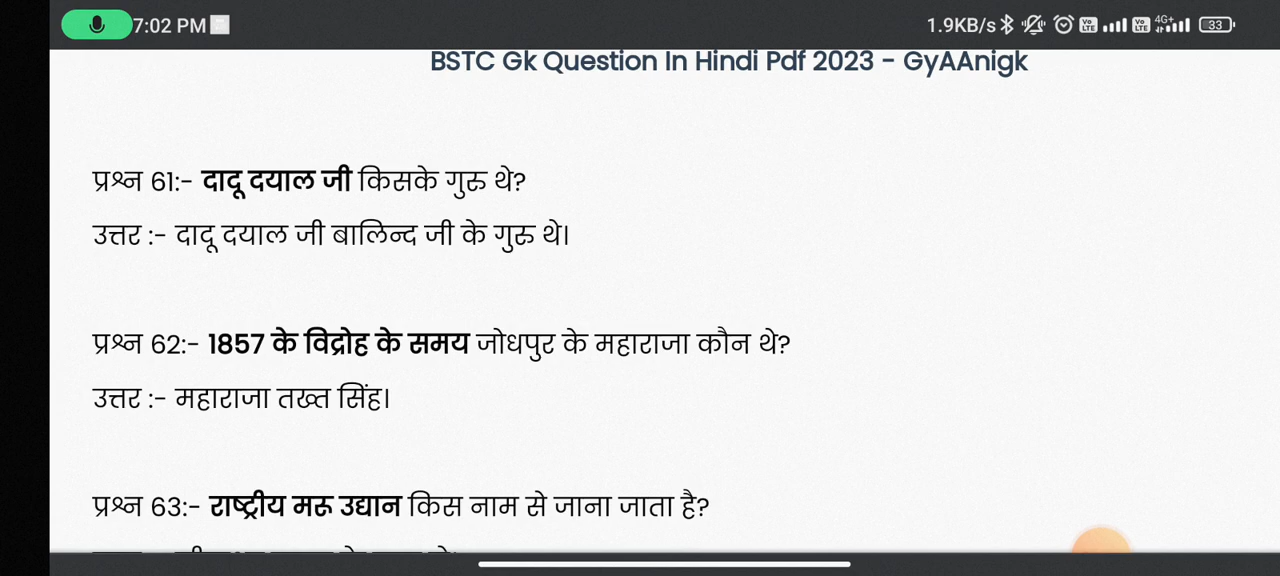 7:02 PM
1.9KB/s
4G+
33
BSTC Gk Question In Hindi Pdf 2023 - GyAAnigk
प्रश्न 61:- दादू दयाल जी किसके गुरु थे?
उत्तर :- दादू दयाल जी बालिन्द जी के गुरु थे।
प्रश्न 62:- 1857 के विद्रोह के समय जोधपुर के महाराजा कौन थे?
उत्तर :- महाराजा तख्त सिंह।
प्रश्न 63:- राष्ट्रीय मरू उद्यान किस नाम से जाना जाता है?